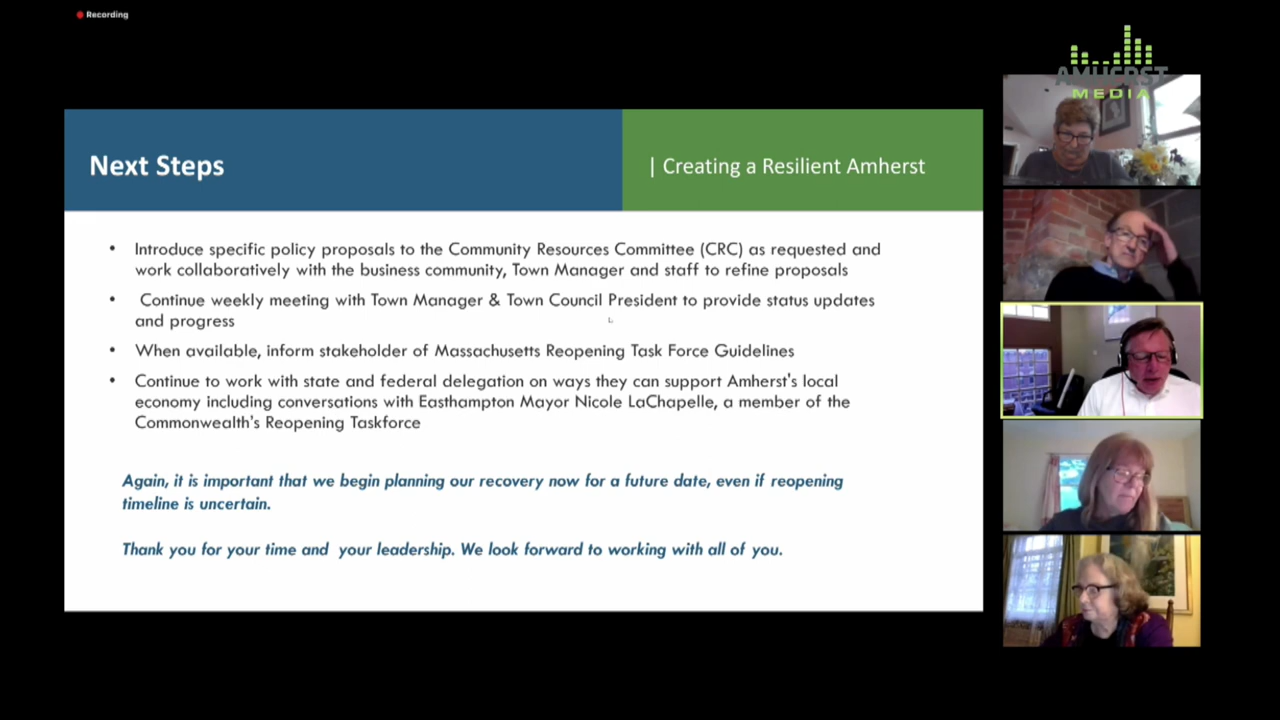 Recording
AMHERST
MEDIA
Next Steps
| Creating a Resilient Amherst
• Introduce specific policy proposals to the Community Resources Committee (CRC) as requested and
work collaboratively with the business community, Town Manager and staff to refine proposals
• Continue weekly meeting with Town Manager & Town Council President to provide status updates
and progress
• When available, inform stakeholder of Massachusetts Reopening Task Force Guidelines
• Continue to work with state and federal delegation on ways they can support Amherst's local
economy including conversations with Easthampton Mayor Nicole LaChapelle, a member of the
Commonwealth's Reopening Taskforce
Again, it is important that we begin planning our recovery now for a future date, even if reopening
timeline is uncertain.
Thank you for your time and your leadership. We look forward to working with all of you.